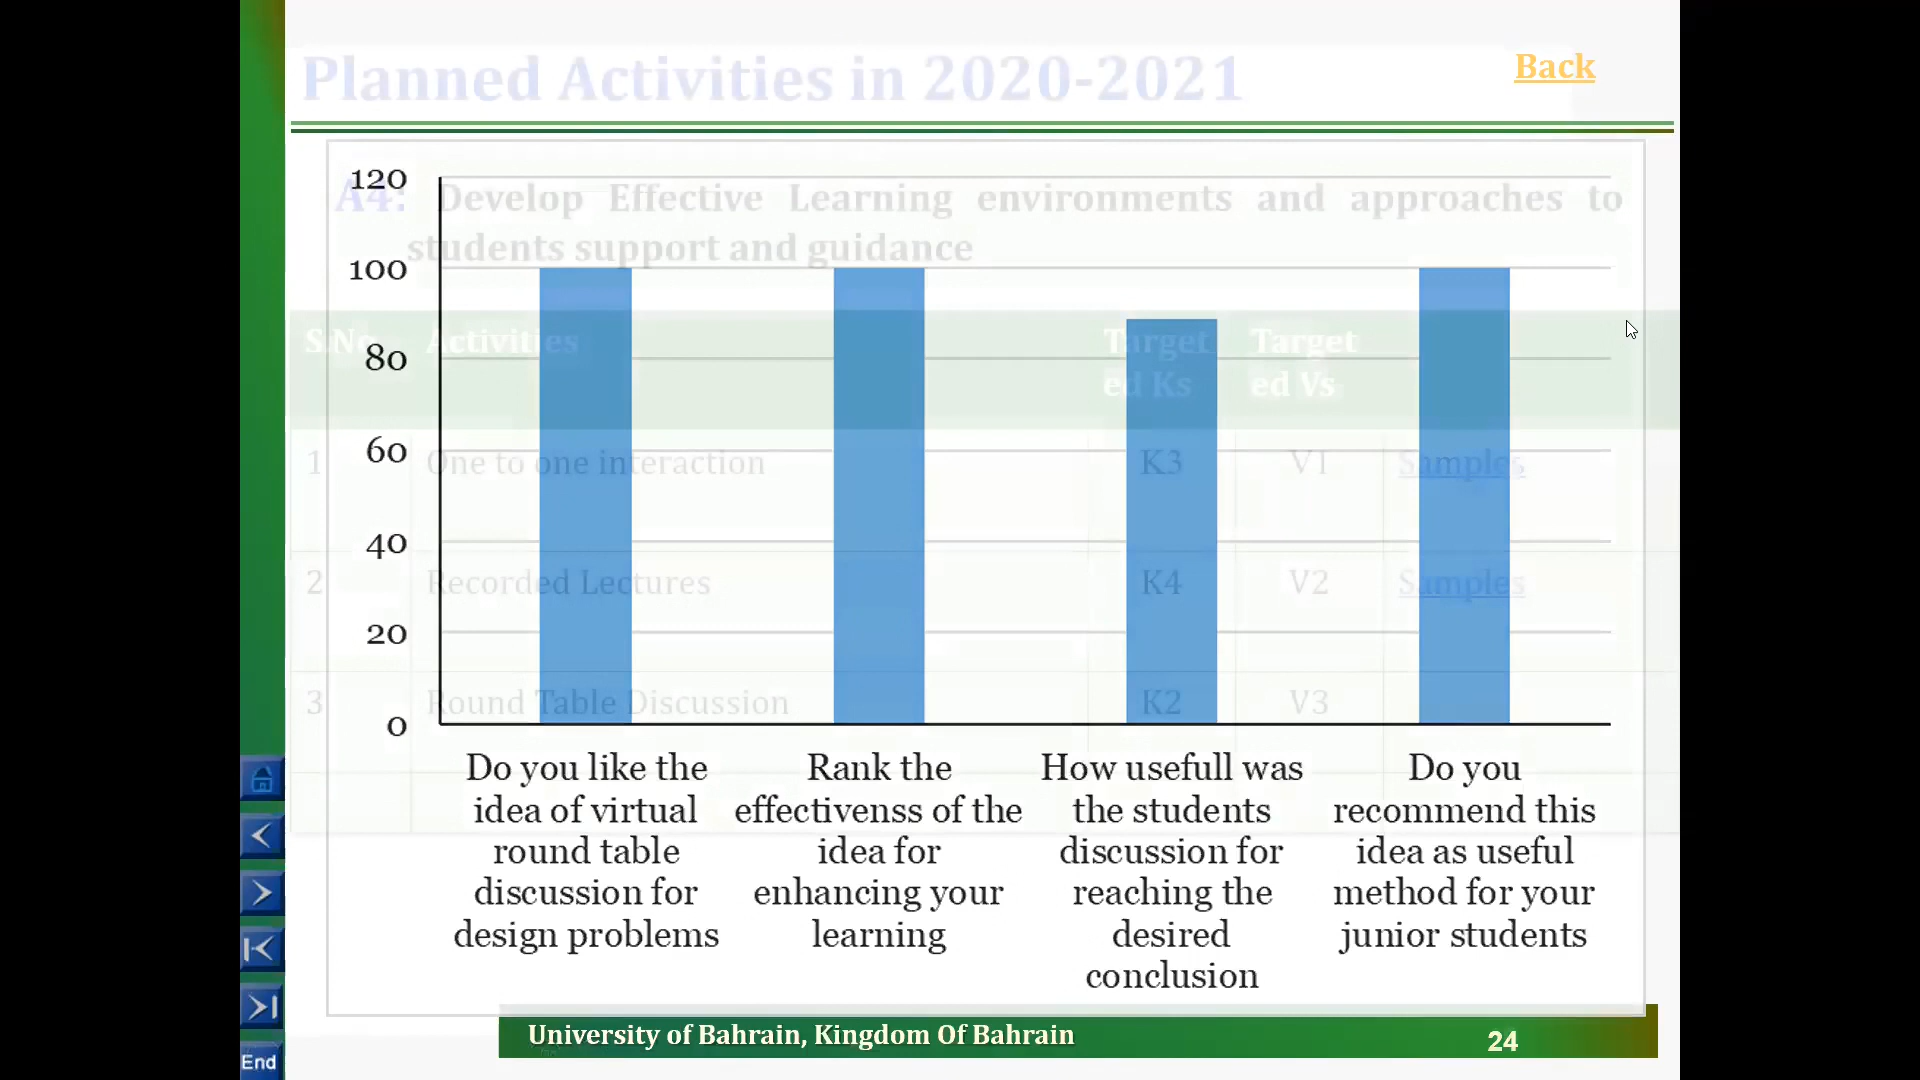 Planned Activities in 2020-2021
Back
A4: Develop Effective Learning environments and approaches to
students support and guidance
S.No Activities Target Target
ed Ks ed Vs
1 One to one interaction K3 V1 Samples
2 Recorded Lectures K4 V2 Samples
3 Round Table Discussion K2 V3
120
100
80
60
40
20
0
Do you like the
idea of virtual
round table
discussion for
design problems
Rank the
effectivenss of the
idea for
enhancing your
learning
How usefull was
the students
discussion for
reaching the
desired
conclusion
Do you
recommend this
idea as useful
method for your
junior students
University of Bahrain, Kingdom Of Bahrain
24
End